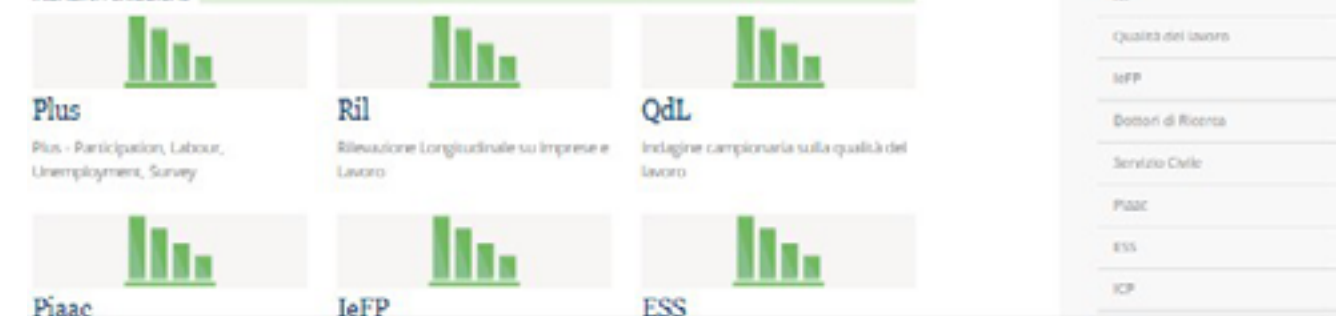 Plus
Plus - Participation, Labour,
Unemployment, Survey
Ril
Rilevazione Longitudinale su Imprese e
Lavoro
QdL
Indagine campionaria sulla qualità del
lavoro
Piaac
IeFP
ESS
Qualità del lavoro
IeFP
Dottori di Ricerca
Servizio Civile
Piaac
ESS
ICP